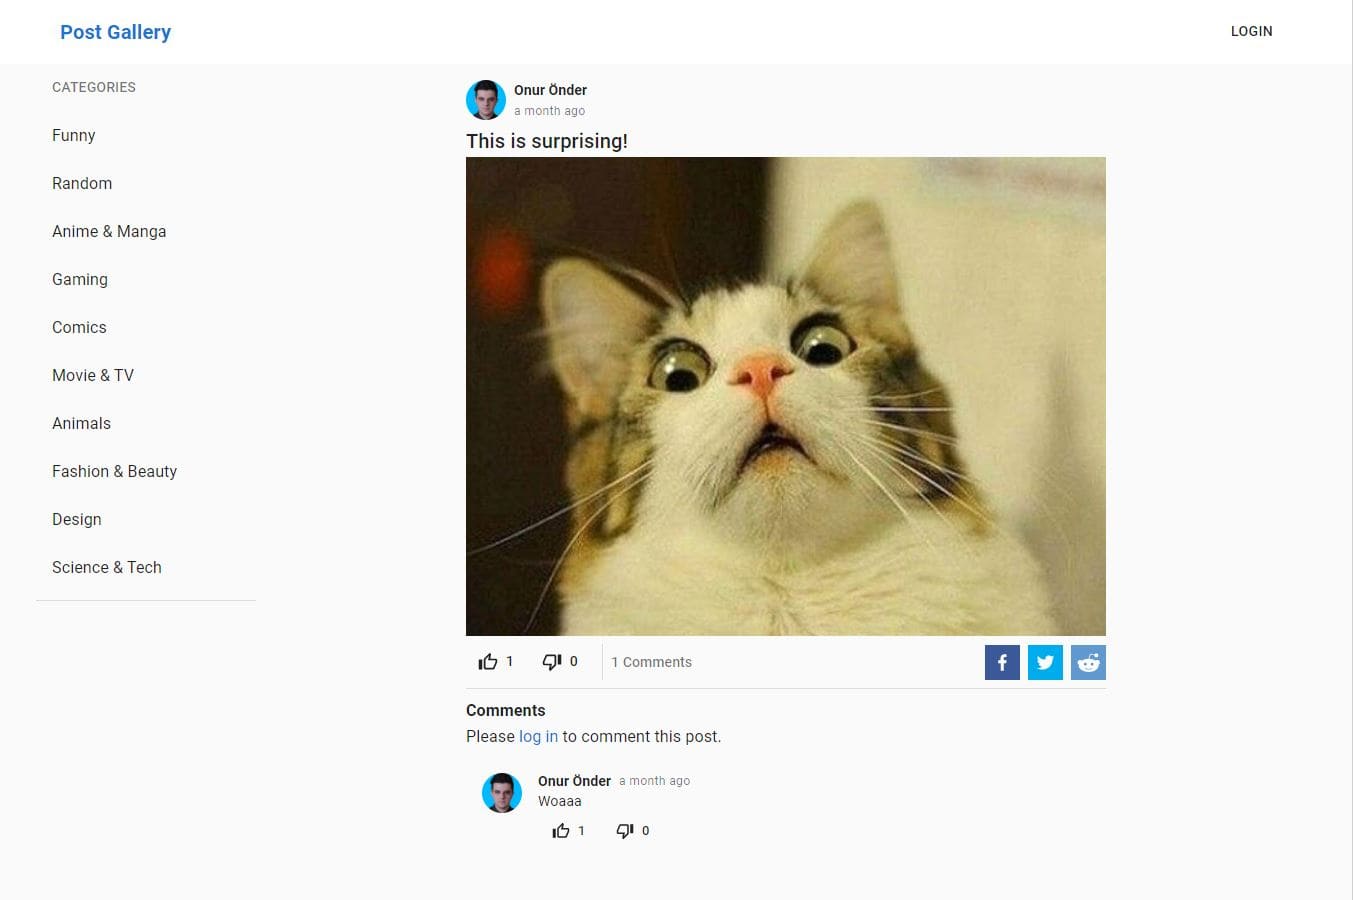 Post Gallery
LOGIN
CATEGORIES
Funny
Random
Anime & Manga
Gaming
Comics
Movie & TV
Animals
Fashion & Beauty
Design
Science & Tech
Onur Önder
a month ago
This is surprising!
1 0 1 Comments
Comments
Please log in to comment this post.
Onur Önder a month ago
Woaaa
1 0